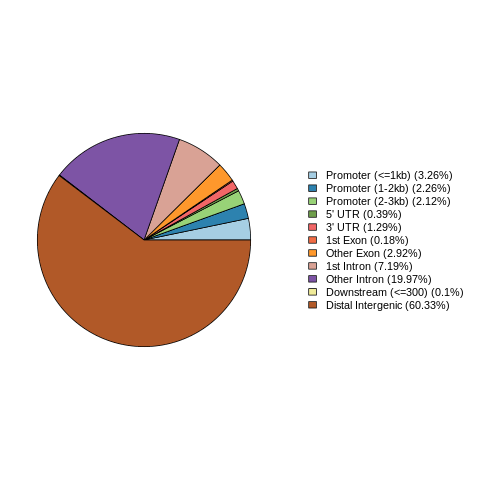 Promoter (<=1kb) (3.26%)
Promoter (1-2kb) (2.26%)
Promoter (2-3kb) (2.12%)
5' UTR (0.39%)
3' UTR (1.29%)
1st Exon (0.18%)
Other Exon (2.92%)
1st Intron (7.19%)
Other Intron (19.97%)
Downstream (<=300) (0.1%)
Distal Intergenic (60.33%)